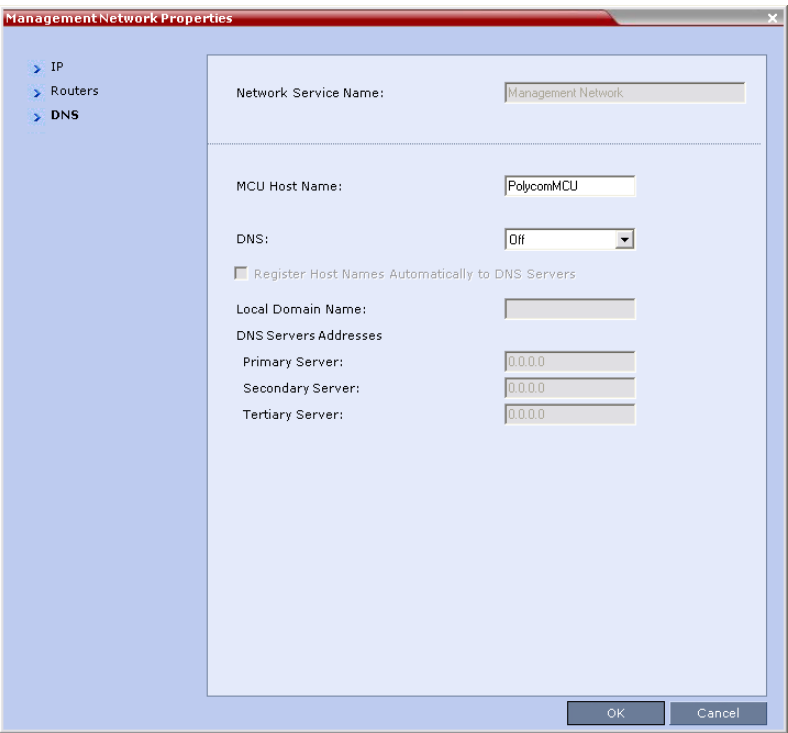 Management Network Properties
IP
Routers
DNS
Network Service Name: Management Network
MCU Host Name: PolycomMCU
DNS: Off
Register Host Names Automatically to DNS Servers
Local Domain Name:
DNS Servers Addresses
Primary Server: 0.0.0.0
Secondary Server: 0.0.0.0
Tertiary Server: 0.0.0.0
OK Cancel